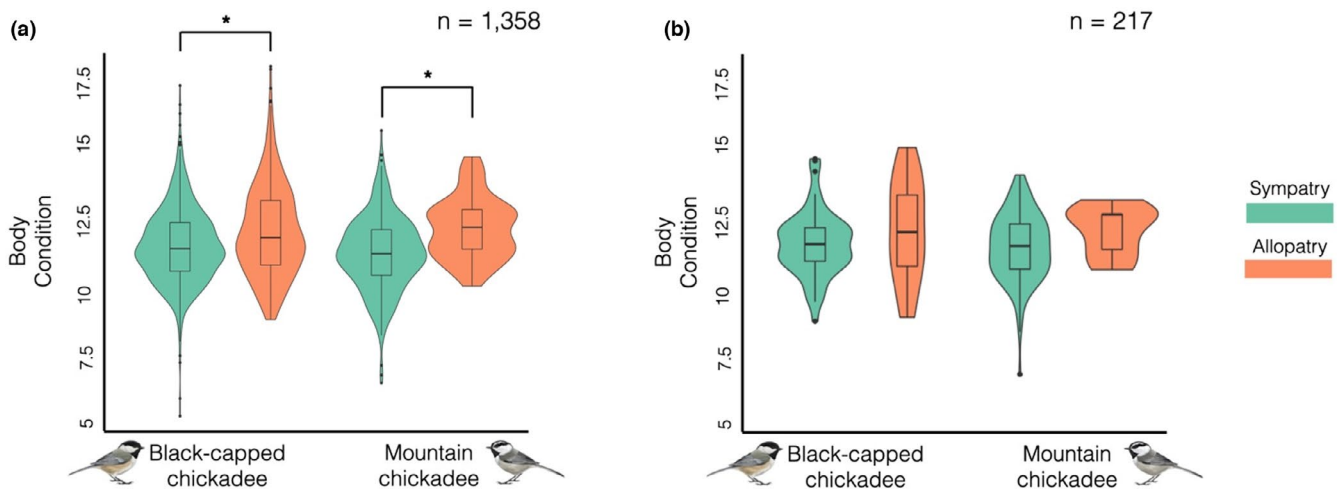 (a)
*
n = 1,358
*
17.5
15
12.5
10
7.5
5
Body
Condition
Black-capped
chickadee
Mountain
chickadee
(b)
n = 217
17.5
15
12.5
10
7.5
5
Body
Condition
Black-capped
chickadee
Mountain
chickadee
Sympatry
Allopatry